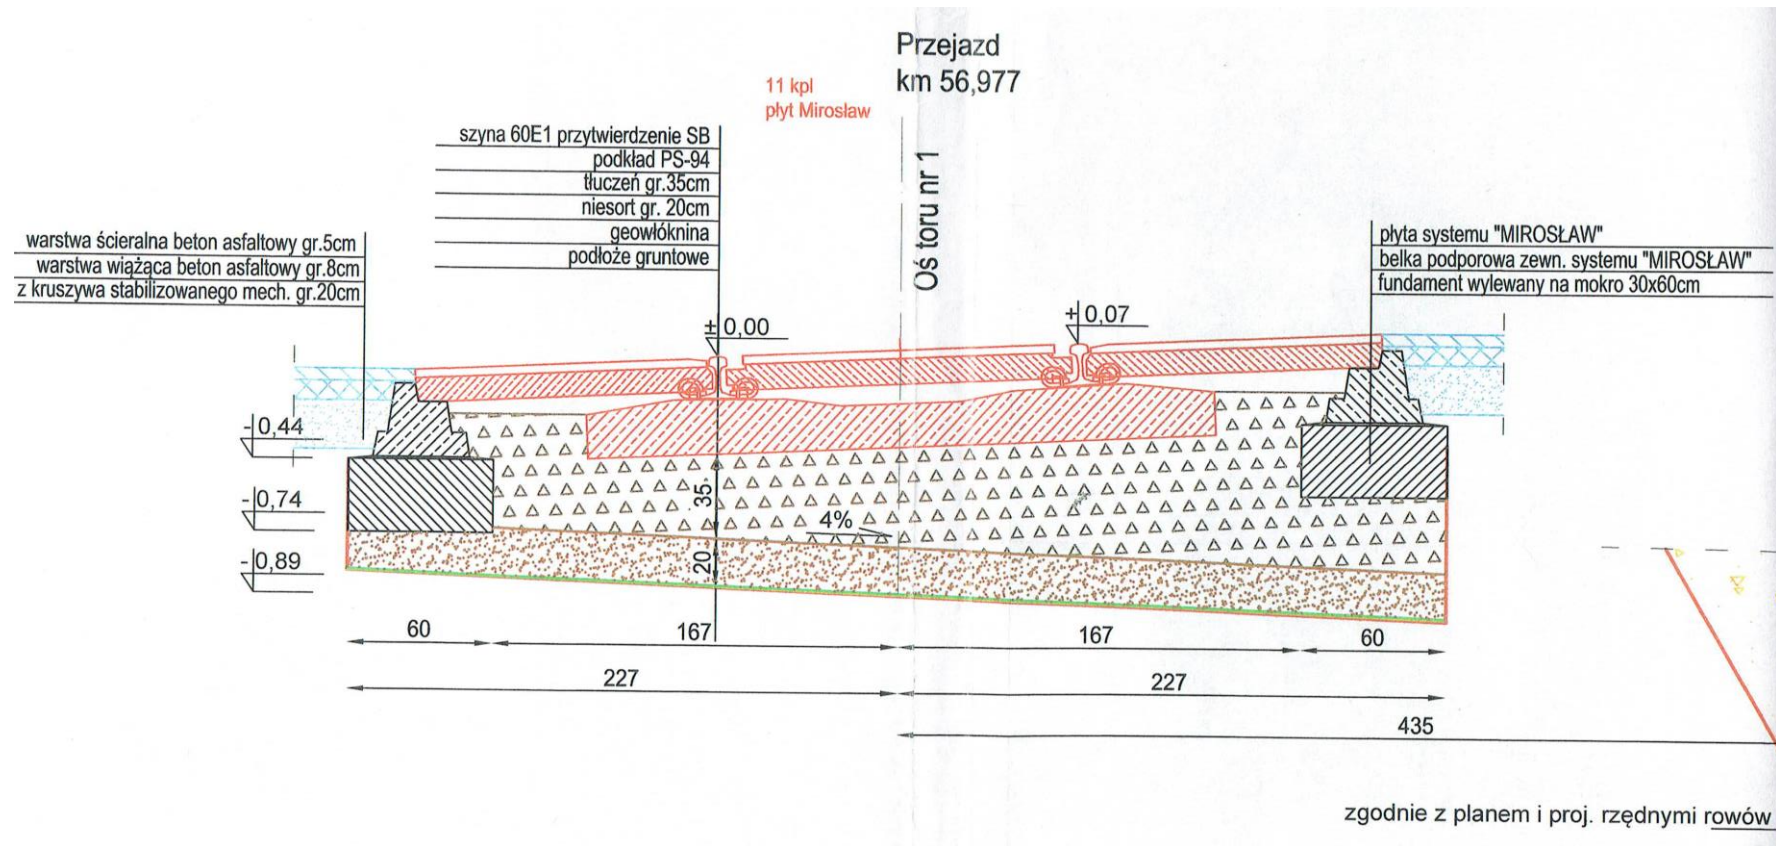 Przejazd
km 56,977
11 kpl
płyt Mirosław
szyna 60E1 przytwierdzenie SB
podkład PS-94
tłuczeń gr.35cm
niesort gr. 20cm
geowłóknina
podłoże gruntowe
Oś toru nr 1
warstwa ścieralna beton asfaltowy gr.5cm
warstwa wiążąca beton asfaltowy gr.8cm
z kruszywa stabilizowanego mech. gr.20cm
płyta systemu "MIROSŁAW"
belka podporowa zewn. systemu "MIROSŁAW"
fundament wylewany na mokro 30x60cm
±0,00
+0,07
-0,44
-0,74
-0,89
35
20
4%
60
167
167
60
227
227
435
zgodnie z planem i proj. rzędnymi rowów